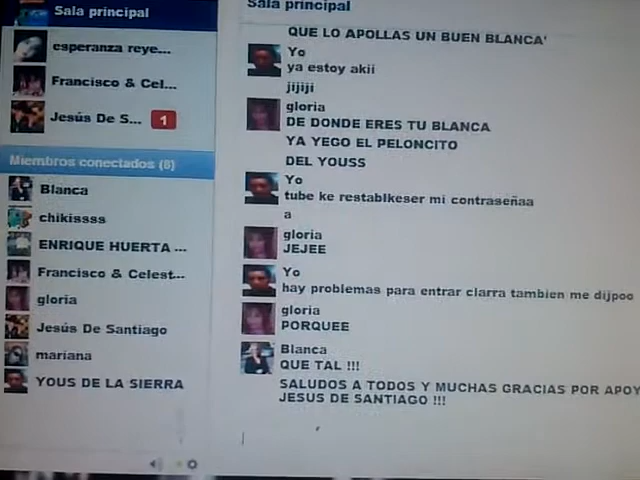 Sala principal
esperanza reye...
Francisco & Cel...
Jesús De S... 1
Miembros conectados (8)
Blanca
chikissss
ENRIQUE HUERTA ...
Francisco & Celest...
gloria
Jesús De Santiago
mariana
YOUS DE LA SIERRA
Sala principal
QUE LO APOLLAS UN BUEN BLANCA'
Yo
ya estoy akii
jijiji
gloria
DE DONDE ERES TU BLANCA
YA YEGO EL PELONCITO
DEL YOUSS
Yo
tube ke restablkeser mi contraseñaa
a
gloria
JEJEE
Yo
hay problemas para entrar clarra tambien me dijpoo
gloria
PORQUEE
Blanca
QUE TAL !!!
SALUDOS A TODOS Y MUCHAS GRACIAS POR APOY
JESUS DE SANTIAGO !!!